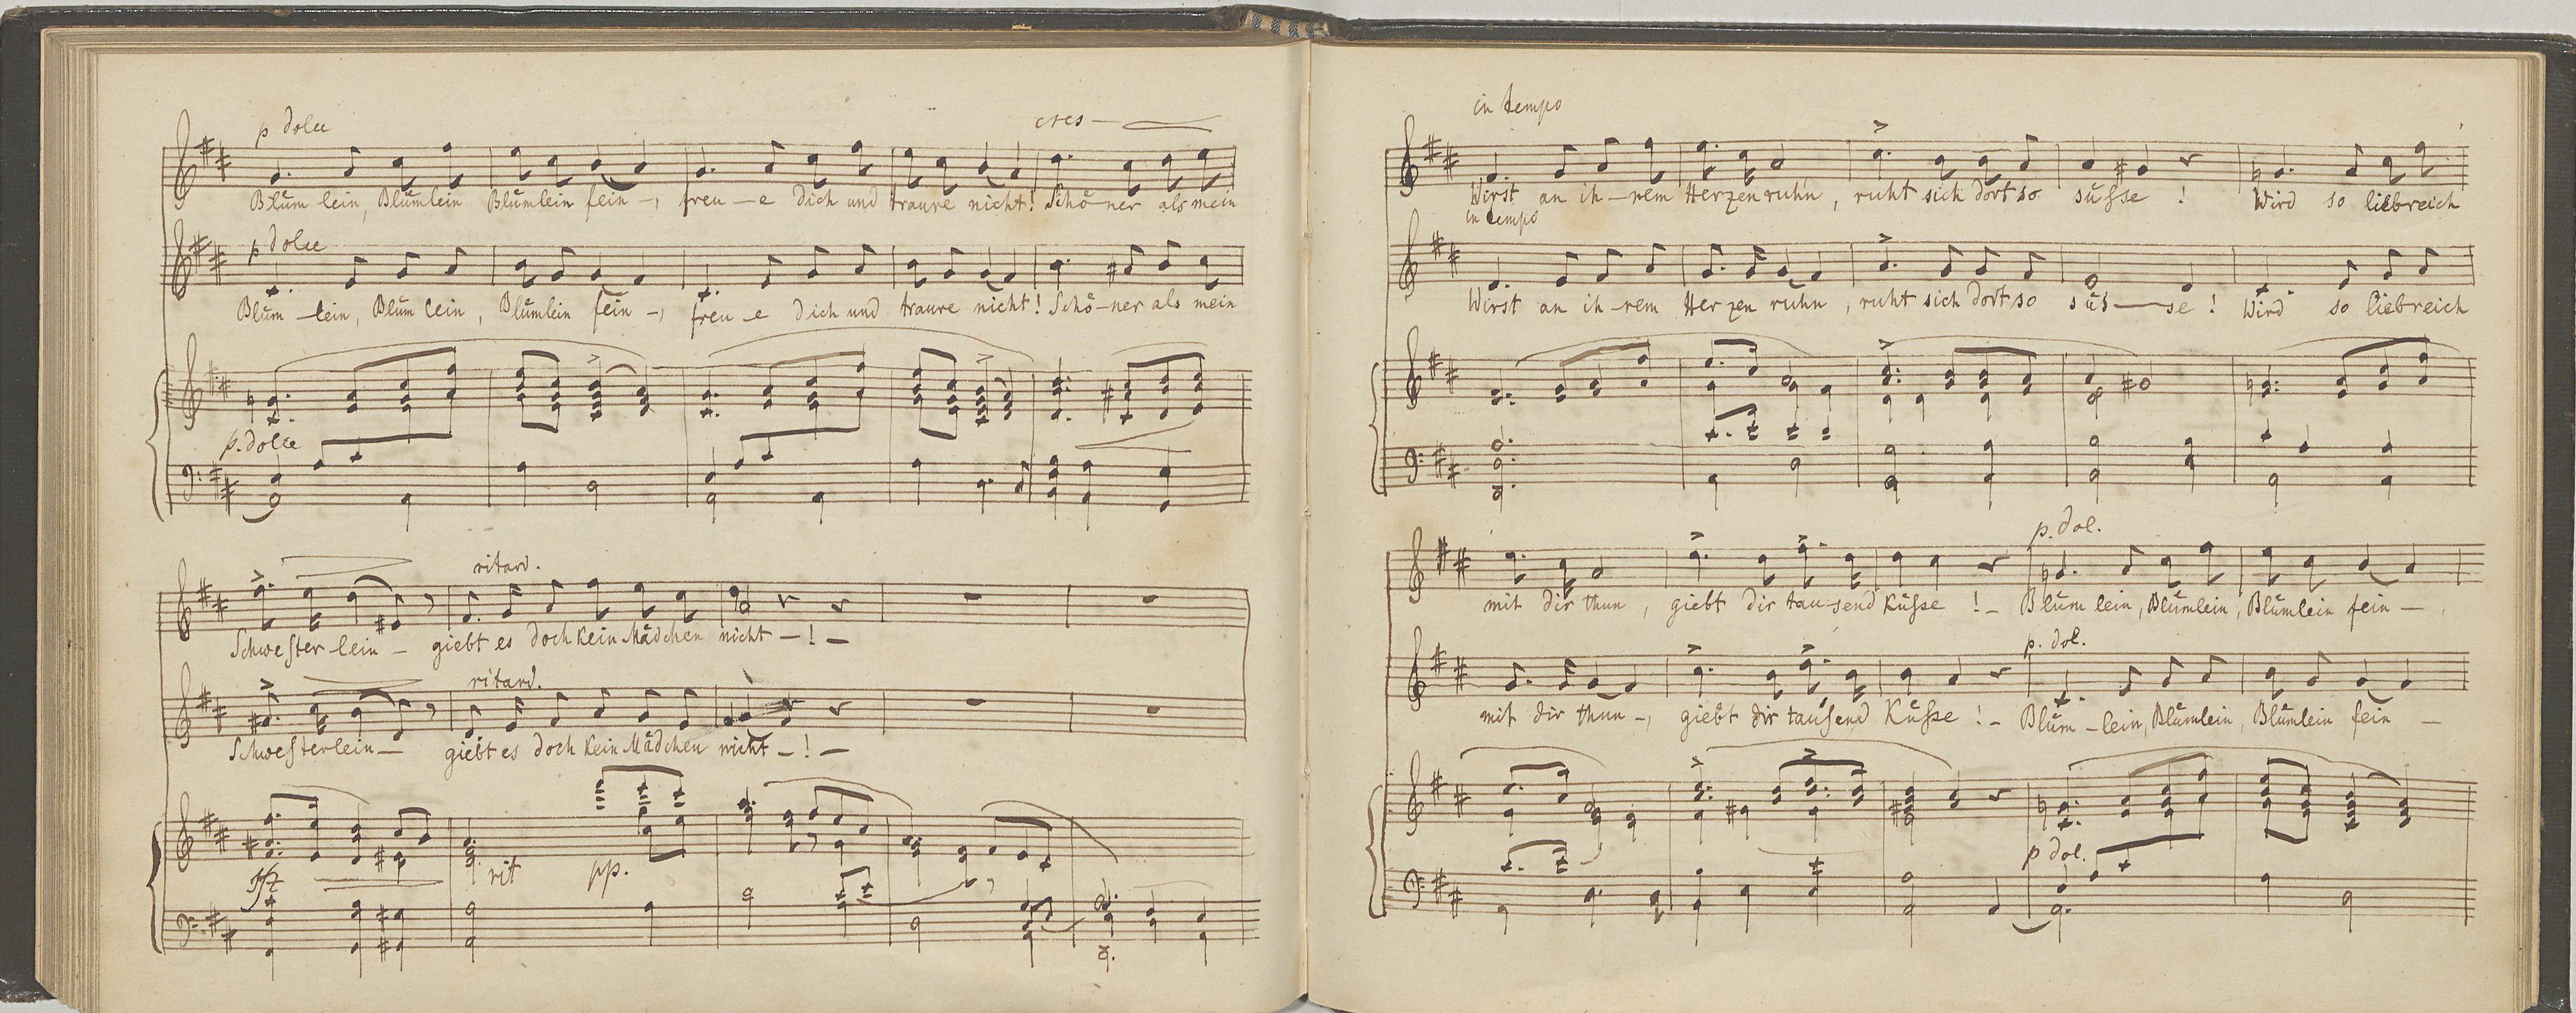 p dolce
cres
Blum lein, Blümlein Blümlein fein -, freu - e dich und traure nicht! Schö - ner als mein
p dolce
Blüm - lein, Blüm lein, Blümlein fein -, freu - e dich und traure nicht! Schö - ner als mein
p. dolce
ritard.
Schwester - lein - giebt es doch kein Mädchen nicht - ! -
ritard.
Schwesterlein - giebt es doch kein Mädchen nicht - ! -
sfz rit pp.
in tempo
Wirst an ih - rem Herzen ruhn, ruht sich dort so süsse ! Wird so liebreich
in tempo
Wirst an ih - rem Herzen ruhn, ruht sich dort so süs - se ! Wird so liebreich
p. dol.
mit dir thun, giebt dir tausend Küsse ! - Blüm lein, Blümlein, Blümlein fein -,
p. dol.
mit dir thun -, giebt dir tausend Küsse ! - Blüm - lein, Blümlein, Blümlein fein -
p dol.